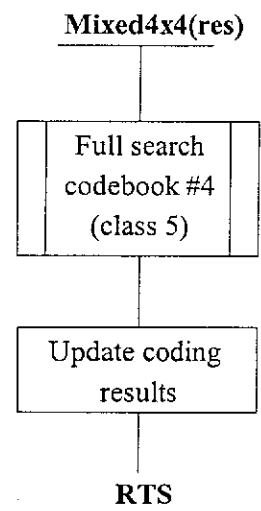 Mixed4x4(res)
Full search
codebook #4
(class 5)
Update coding
results
RTS